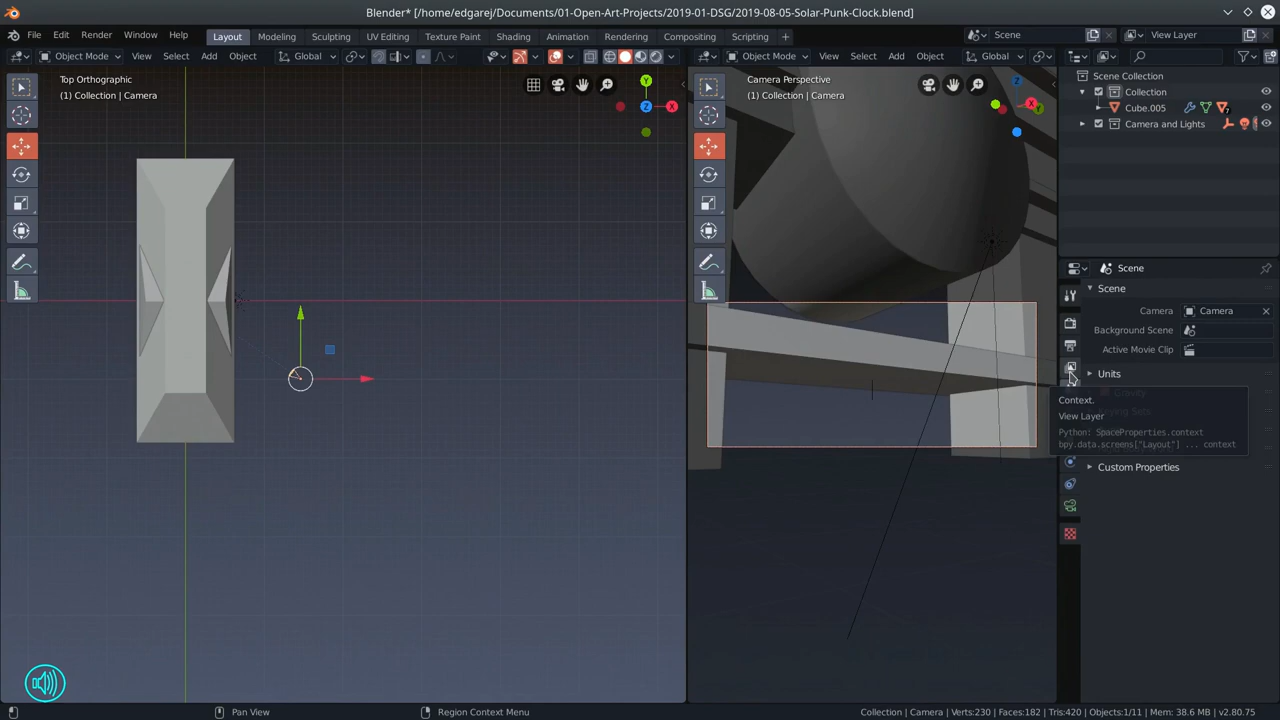 Blender* [/home/edgarej/Documents/01-Open-Art-Projects/2019-01-DSG/2019-08-05-Solar-Punk-Clock.blend]
File Edit Render Window Help Layout Modeling Sculpting UV Editing Texture Paint Shading Animation Rendering Compositing Scripting + Scene View Layer
Object Mode View Select Add Object Global
Object Mode View Select Add Object Global
Top Orthographic
(1) Collection | Camera
Y
Z
X
Camera Perspective
(1) Collection | Camera
Z
X
Y
Scene Collection
Collection
Cube.005
7
Camera and Lights
Scene
Scene
Camera Camera
Background Scene
Active Movie Clip
Units
Gravity
Context.
View Layer
Python: SpaceProperties.context
bpy.data.screens["Layout"] ... context
Custom Properties
Pan View
Region Context Menu
Collection | Camera | Verts:230 | Faces:182 | Tris:420 | Objects:1/11 | Mem: 38.6 MB | v2.80.75